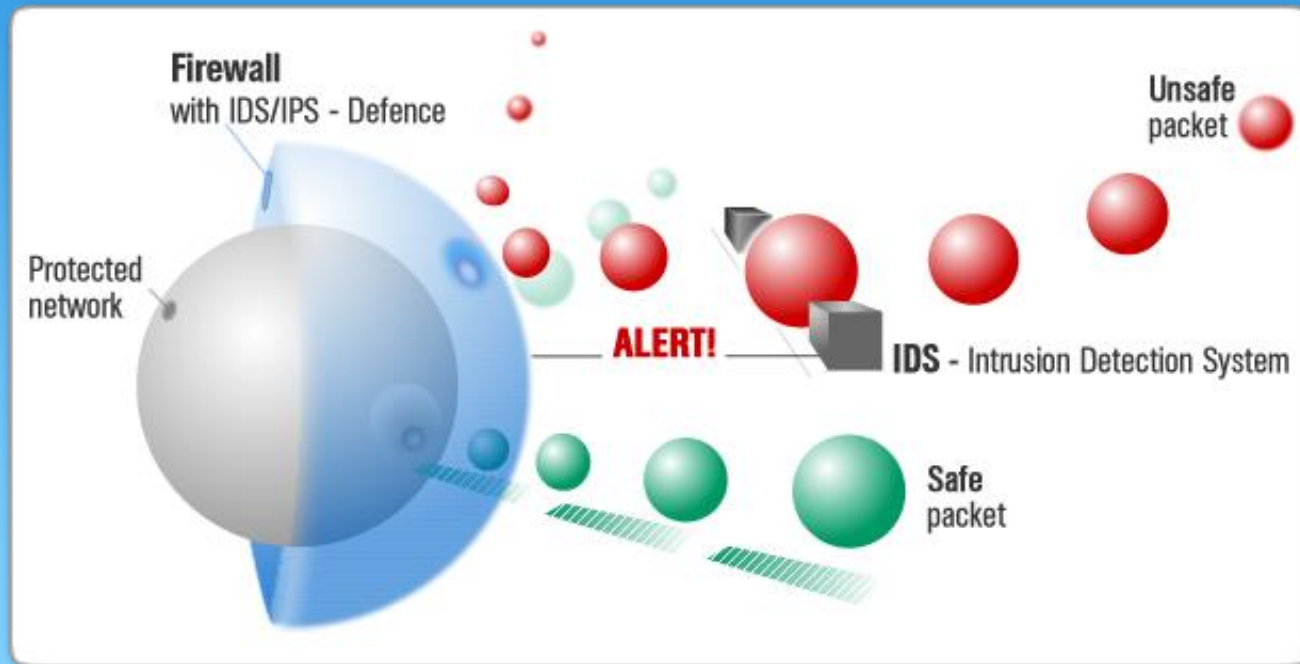 Firewall
with IDS/IPS - Defence
Unsafe
packet
Protected
network
ALERT!
IDS - Intrusion Detection System
Safe
packet